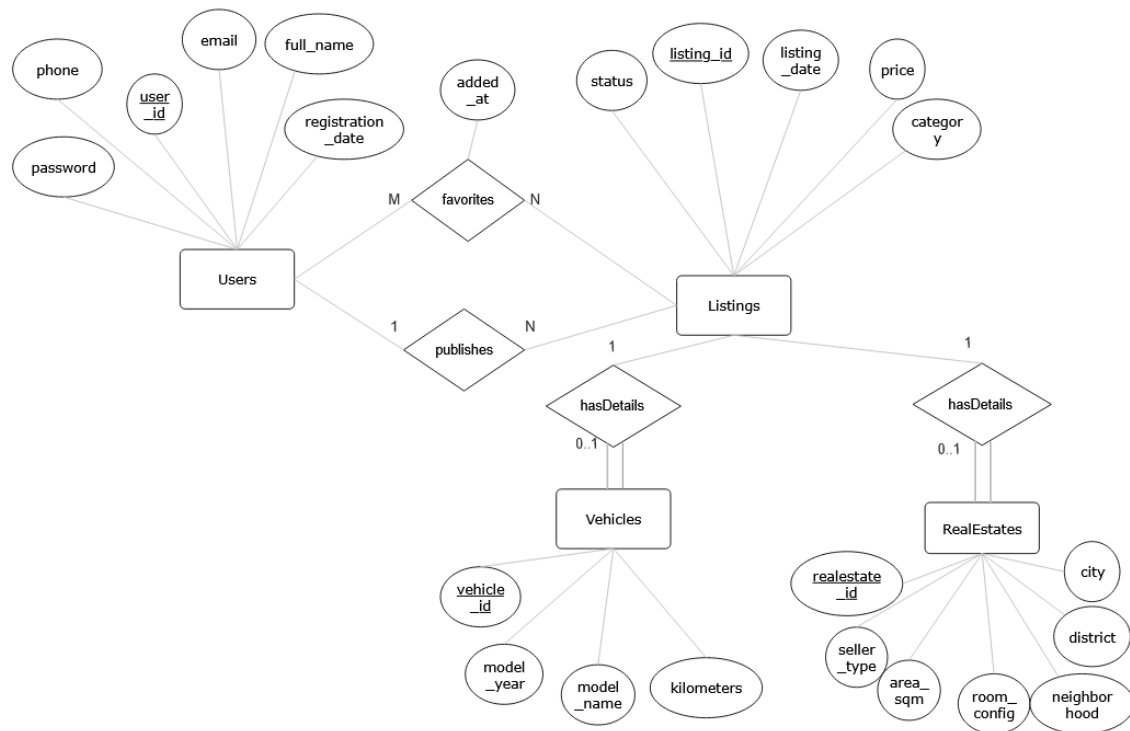 email
full_name
phone
user
_id
registration
_date
password
added
_at
status
listing_id
listing
_date
price
categor
y
favorites
M
N
Users
Listings
publishes
1
N
1
1
hasDetails
0..1
hasDetails
0..1
Vehicles
RealEstates
vehicle
_id
model
_year
model
_name
kilometers
realestate
_id
city
seller
_type
district
area_
sqm
room_
config
neighbor
hood